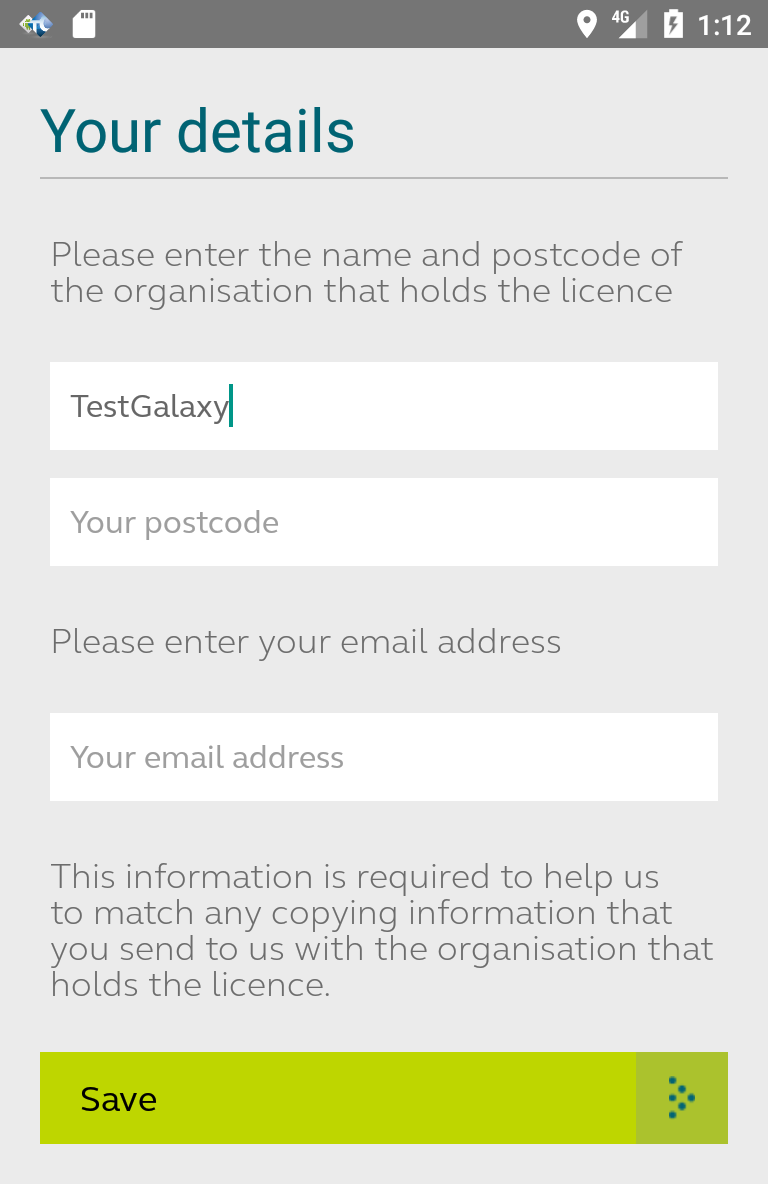 4G 1:12
Your details
Please enter the name and postcode of
the organisation that holds the licence
TestGalaxy
Your postcode
Please enter your email address
Your email address
This information is required to help us
to match any copying information that
you send to us with the organisation that
holds the licence.
Save